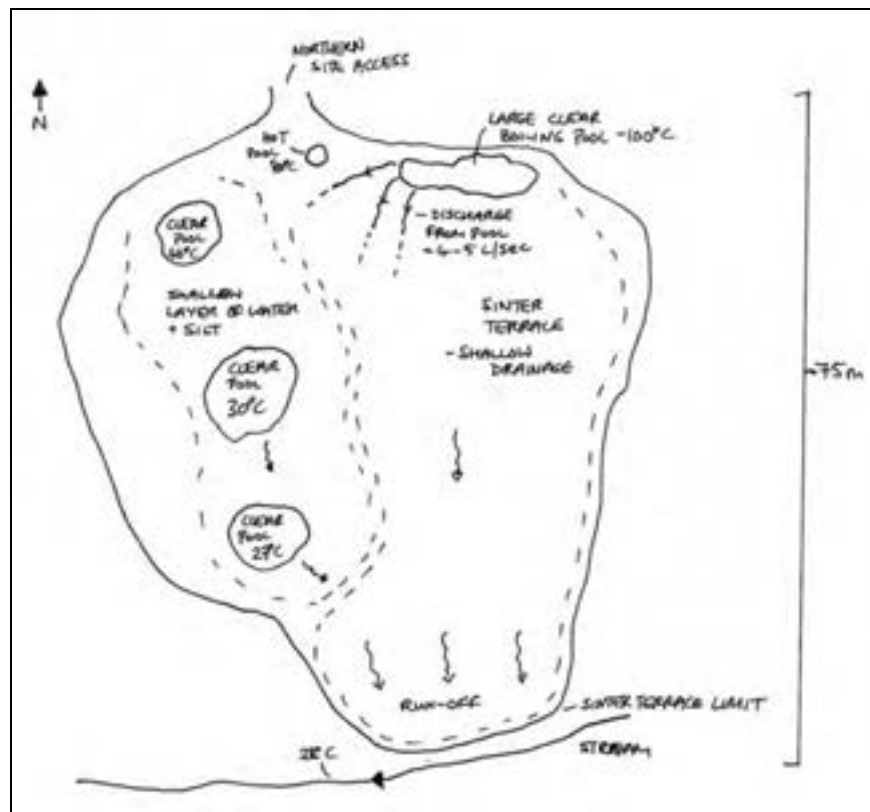 NORTHERN
SITE ACCESS
N
LARGE CLEAR
BOILING POOL ~100°C
HOT
POOL
CLEAR
POOL
40°C
- DISCHARGE
FROM POOL
~ 4-5 L/SEC
SHALLOW
LAYER OF WATER
+ SILT
SINTER
TERRACE
- SHALLOW
DRAINAGE
~75m
CLEAR
POOL
30°C
CLEAR
POOL
27°C
RUN-OFF
SINTER TERRACE LIMIT
STREAM